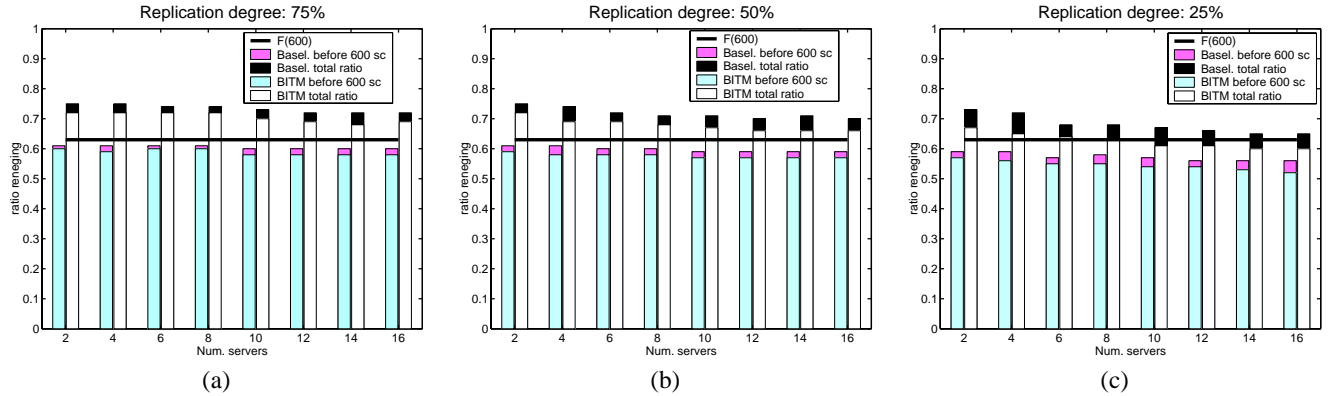 Replication degree: 75%
1
0.9
0.8
0.7
0.6
0.5
0.4
0.3
0.2
0.1
0
ratio reneging
F(600)
Basel. before 600 sc
Basel. total ratio
BITM before 600 sc
BITM total ratio
2 4 6 8 10 12 14 16
Num. servers
(a)
Replication degree: 50%
1
0.9
0.8
0.7
0.6
0.5
0.4
0.3
0.2
0.1
0
ratio reneging
F(600)
Basel. before 600 sc
Basel. total ratio
BITM before 600 sc
BITM total ratio
2 4 6 8 10 12 14 16
Num. servers
(b)
Replication degree: 25%
1
0.9
0.8
0.7
0.6
0.5
0.4
0.3
0.2
0.1
0
ratio reneging
F(600)
Basel. before 600 sc
Basel. total ratio
BITM before 600 sc
BITM total ratio
2 4 6 8 10 12 14 16
Num. servers
(c)